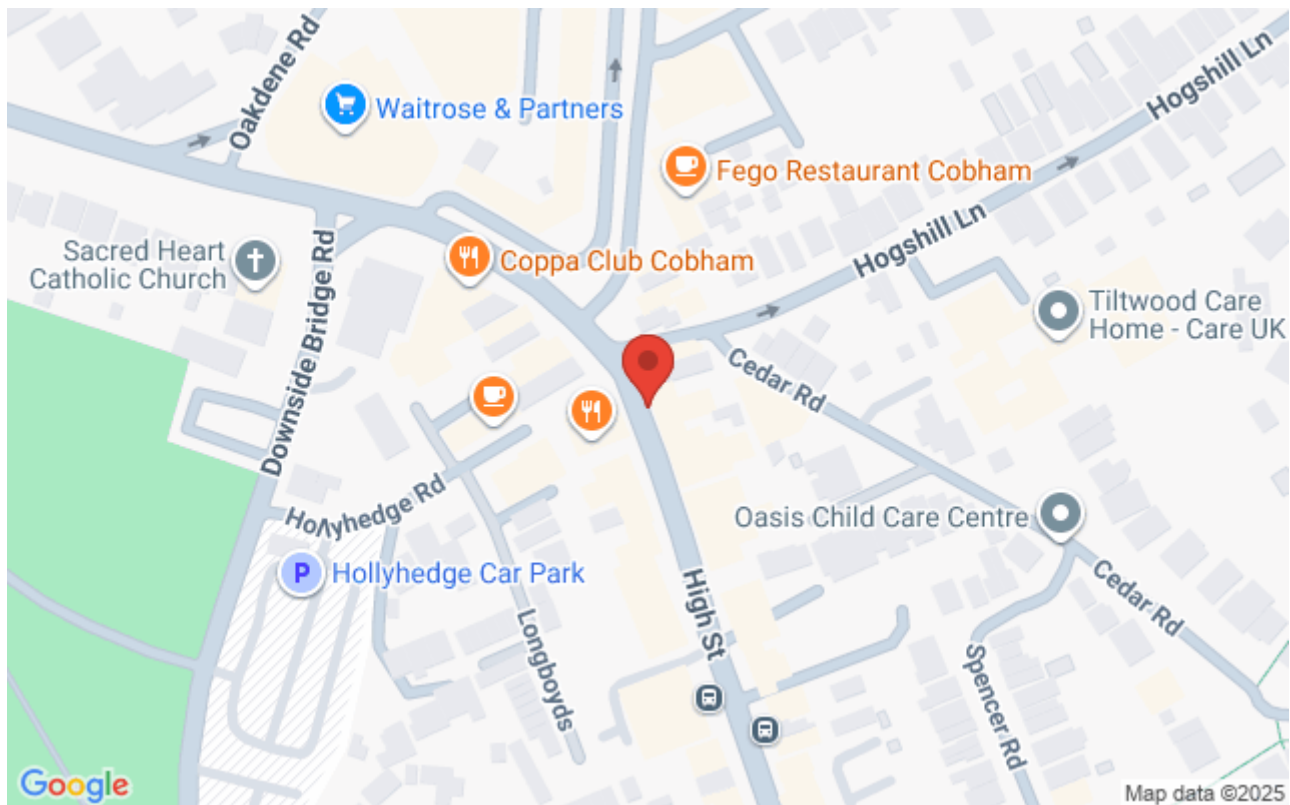 Oakdene Rd
Waitrose & Partners
Hogshill Ln
Fego Restaurant Cobham
Hogshill Ln
Sacred Heart
Catholic Church
Downside Bridge Rd
Coppa Club Cobham
Tiltwood Care
Home - Care UK
Cedar Rd
Hollyhedge Rd
Oasis Child Care Centre
P
Hollyhedge Car Park
High St
Cedar Rd
Longboyds
Spencer Rd
Google
Map data ©2025